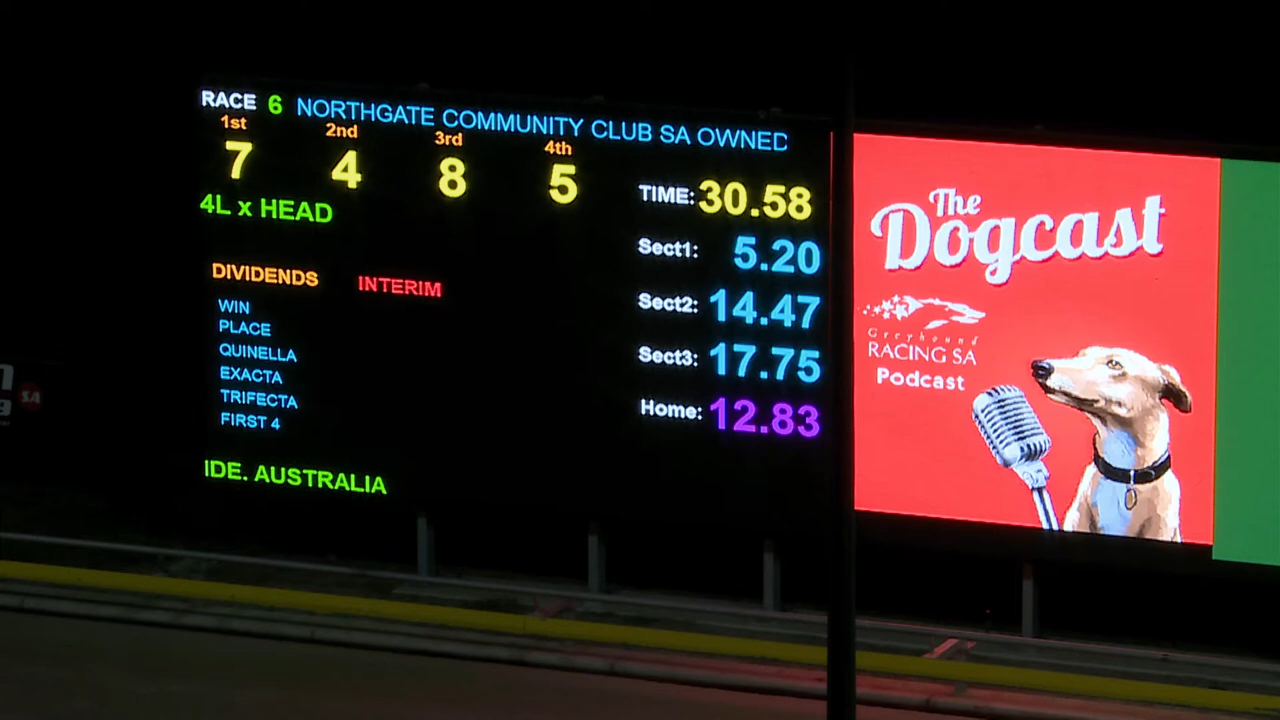 RACE 6 NORTHGATE COMMUNITY CLUB SA OWNED
1st 2nd 3rd 4th
7 4 8 5
4L x HEAD
TIME: 30.58
Sect1: 5.20
Sect2: 14.47
Sect3: 17.75
Home: 12.83
DIVIDENDS INTERIM
WIN
PLACE
QUINELLA
EXACTA
TRIFECTA
FIRST 4
IDE. AUSTRALIA
The
Dogcast
Greyhound
RACING SA
Podcast
SA